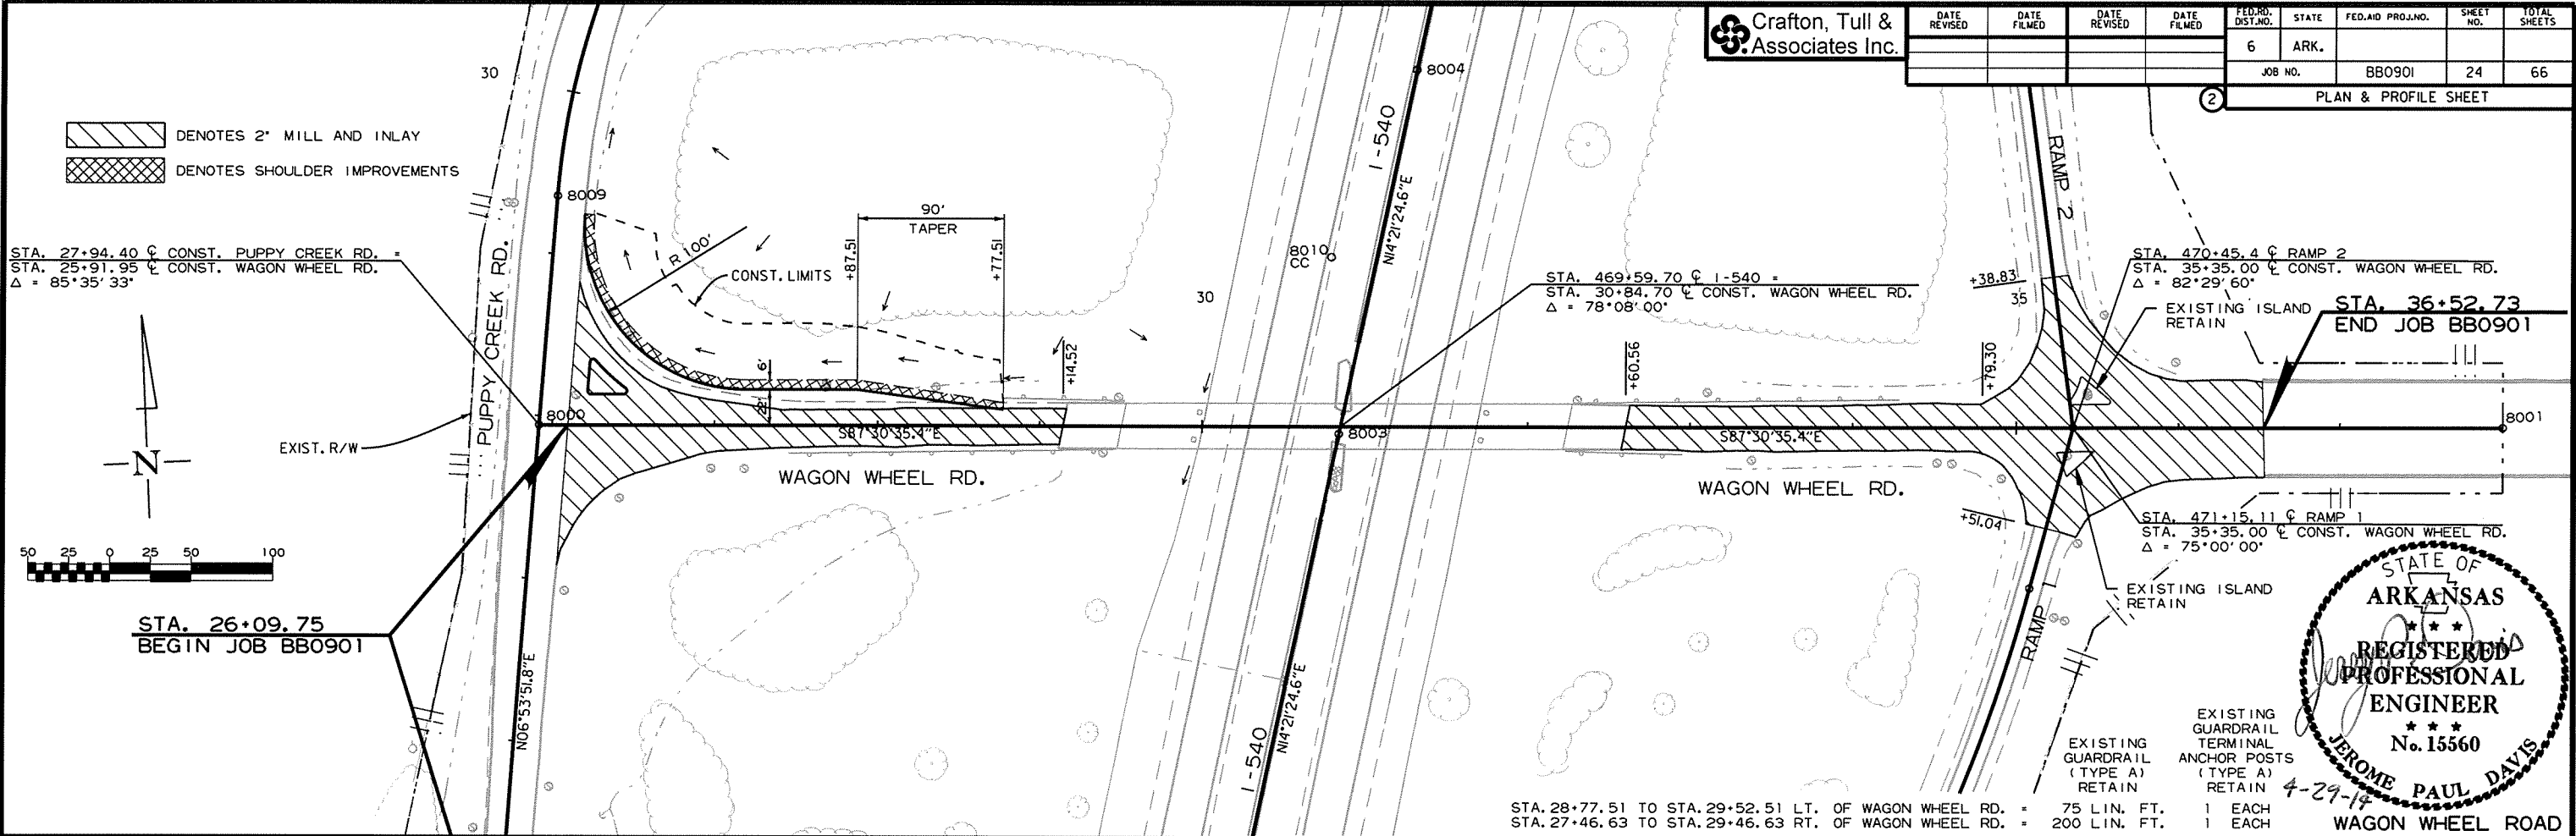 Crafton, Tull &
Associates Inc.
DATE REVISED
DATE FILMED
DATE REVISED
DATE FILMED
FED.RD. DIST.NO.
STATE
FED.AID PROJ.NO.
SHEET NO.
TOTAL SHEETS
6
ARK.
JOB NO.
BB0901
24
66
2
PLAN & PROFILE SHEET
DENOTES 2" MILL AND INLAY
DENOTES SHOULDER IMPROVEMENTS
30
8009
8004
I-540
N14°21'24.6"E
RAMP 2
STA. 27+94.40 ℄ CONST. PUPPY CREEK RD. =
STA. 25+91.95 ℄ CONST. WAGON WHEEL RD.
Δ = 85°35'33"
PUPPY CREEK RD.
R 100'
CONST. LIMITS
90'
TAPER
+87.51
+77.51
8010
CC
30
STA. 469+59.70 ℄ I-540 =
STA. 30+84.70 ℄ CONST. WAGON WHEEL RD.
Δ = 78°08'00"
+38.83
35
STA. 470+45.4 ℄ RAMP 2
STA. 35+35.00 ℄ CONST. WAGON WHEEL RD.
Δ = 82°29'60"
EXISTING ISLAND
RETAIN
STA. 36+52.73
END JOB BB0901
6'
22'
+14.52
+60.56
+79.30
8000
8003
8001
S87°30'35.4"E
S87°30'35.4"E
EXIST. R/W
N
WAGON WHEEL RD.
WAGON WHEEL RD.
+51.04
STA. 471+15.11 ℄ RAMP 1
STA. 35+35.00 ℄ CONST. WAGON WHEEL RD.
Δ = 75°00'00"
EXISTING ISLAND
RETAIN
50 25 0 25 50 100
STA. 26+09.75
BEGIN JOB BB0901
N06°53'51.8"E
I-540
N14°21'24.6"E
RAMP 1
STATE OF
ARKANSAS
★ ★ ★
REGISTERED
PROFESSIONAL
ENGINEER
★ ★ ★
No. 15560
JEROME PAUL DAVIS
4-29-14
EXISTING
GUARDRAIL
(TYPE A)
RETAIN
EXISTING
GUARDRAIL
TERMINAL
ANCHOR POSTS
(TYPE A)
RETAIN
STA. 28+77.51 TO STA. 29+52.51 LT. OF WAGON WHEEL RD. = 75 LIN. FT. 1 EACH
STA. 27+46.63 TO STA. 29+46.63 RT. OF WAGON WHEEL RD. = 200 LIN. FT. 1 EACH
WAGON WHEEL ROAD